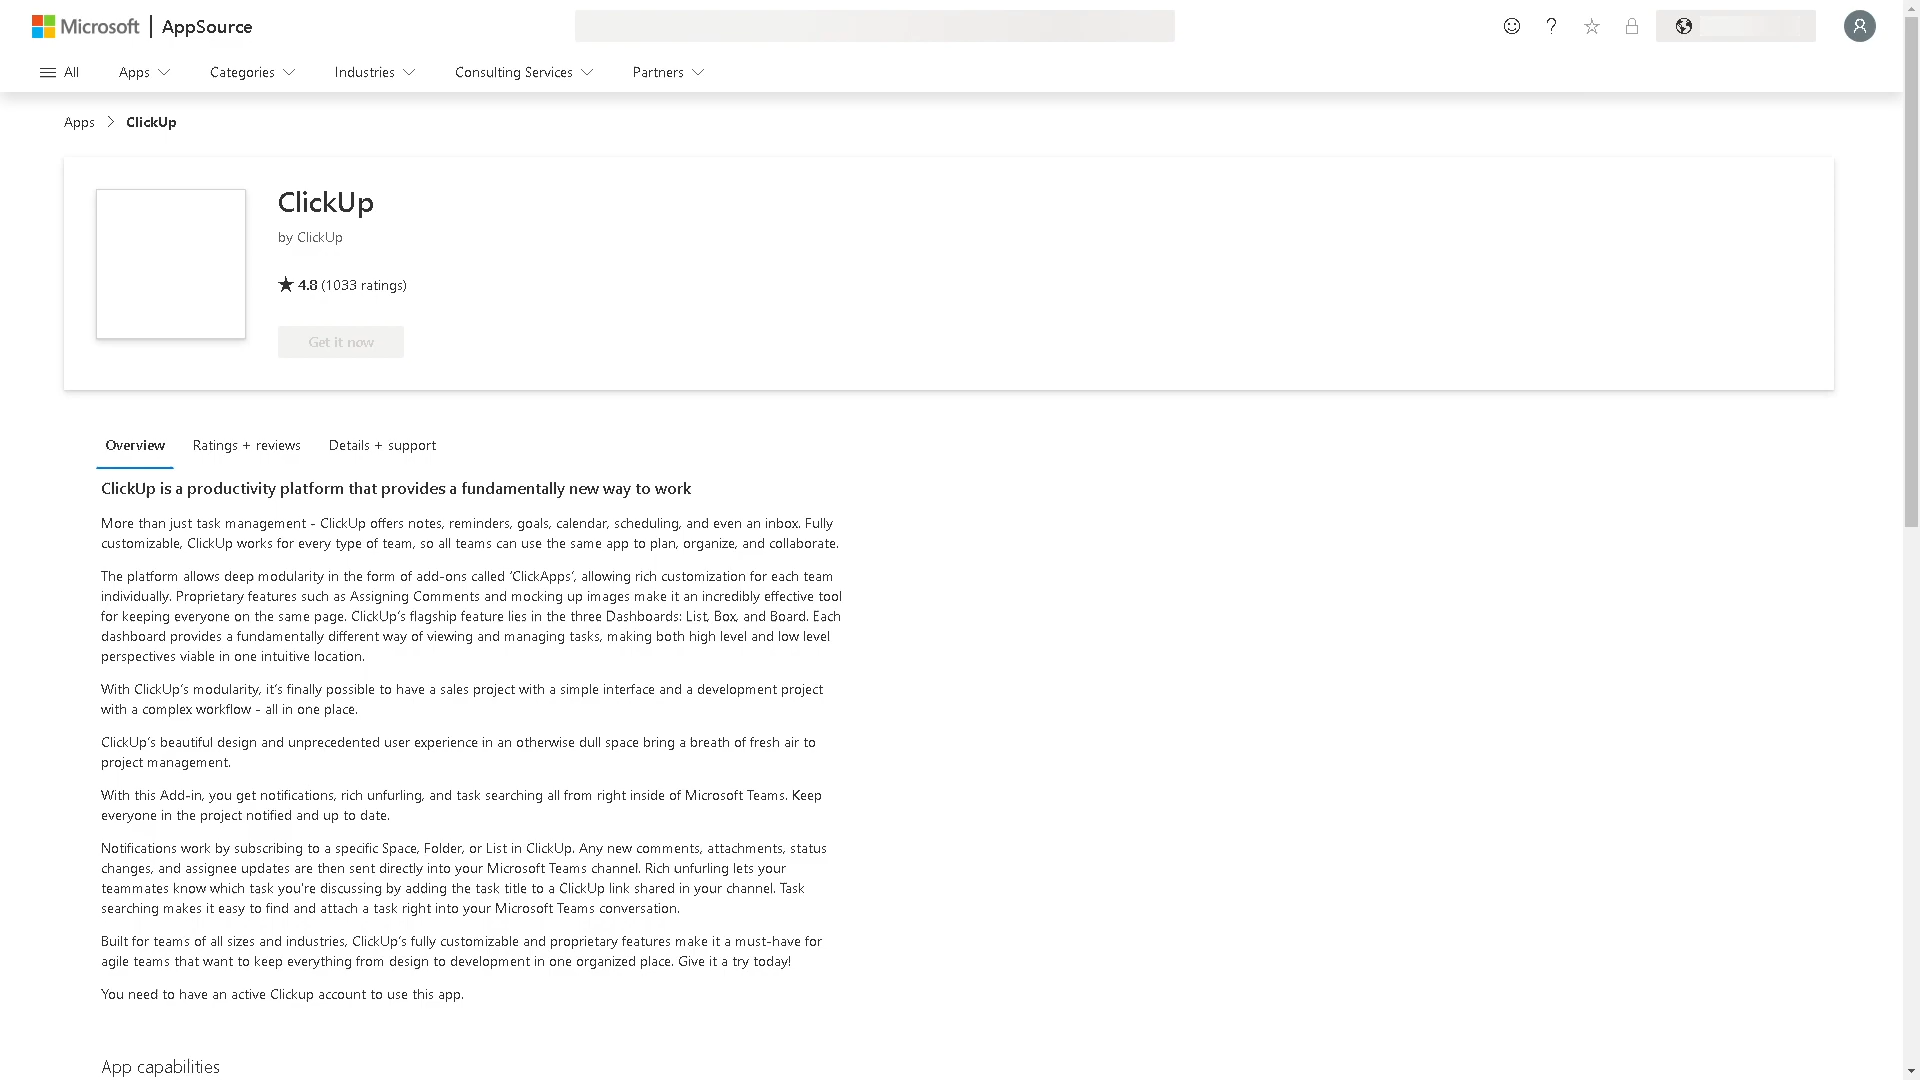 Microsoft AppSource
All Apps Categories Industries Consulting Services Partners
Apps ClickUp
ClickUp
by ClickUp
4.8 (1033 ratings)
Get it now
Overview Ratings + reviews Details + support
ClickUp is a productivity platform that provides a fundamentally new way to work
More than just task management - ClickUp offers notes, reminders, goals, calendar, scheduling, and even an inbox. Fully
customizable, ClickUp works for every type of team, so all teams can use the same app to plan, organize, and collaborate.
The platform allows deep modularity in the form of add-ons called 'ClickApps', allowing rich customization for each team
individually. Proprietary features such as Assigning Comments and mocking up images make it an incredibly effective tool
for keeping everyone on the same page. ClickUp's flagship feature lies in the three Dashboards: List, Box, and Board. Each
dashboard provides a fundamentally different way of viewing and managing tasks, making both high level and low level
perspectives viable in one intuitive location.
With ClickUp's modularity, it's finally possible to have a sales project with a simple interface and a development project
with a complex workflow - all in one place.
ClickUp's beautiful design and unprecedented user experience in an otherwise dull space bring a breath of fresh air to
project management.
With this Add-in, you get notifications, rich unfurling, and task searching all from right inside of Microsoft Teams. Keep
everyone in the project notified and up to date.
Notifications work by subscribing to a specific Space, Folder, or List in ClickUp. Any new comments, attachments, status
changes, and assignee updates are then sent directly into your Microsoft Teams channel. Rich unfurling lets your
teammates know which task you're discussing by adding the task title to a ClickUp link shared in your channel. Task
searching makes it easy to find and attach a task right into your Microsoft Teams conversation.
Built for teams of all sizes and industries, ClickUp's fully customizable and proprietary features make it a must-have for
agile teams that want to keep everything from design to development in one organized place. Give it a try today!
You need to have an active Clickup account to use this app.
App capabilities